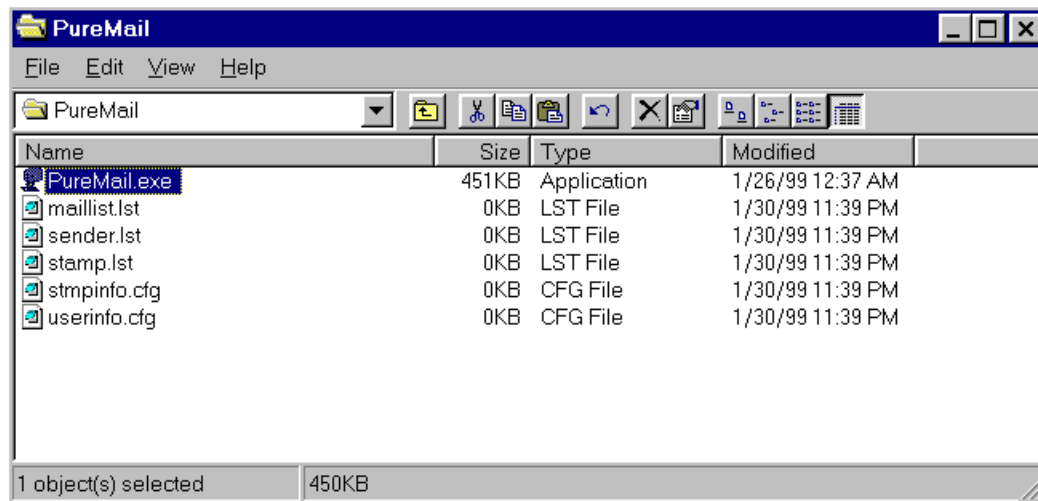 PureMail
File Edit View Help
PureMail
Name Size Type Modified
PureMail.exe 451KB Application 1/26/99 12:37 AM
maillist.lst 0KB LST File 1/30/99 11:39 PM
sender.lst 0KB LST File 1/30/99 11:39 PM
stamp.lst 0KB LST File 1/30/99 11:39 PM
stmpinfo.cfg 0KB CFG File 1/30/99 11:39 PM
userinfo.cfg 0KB CFG File 1/30/99 11:39 PM
1 object(s) selected 450KB